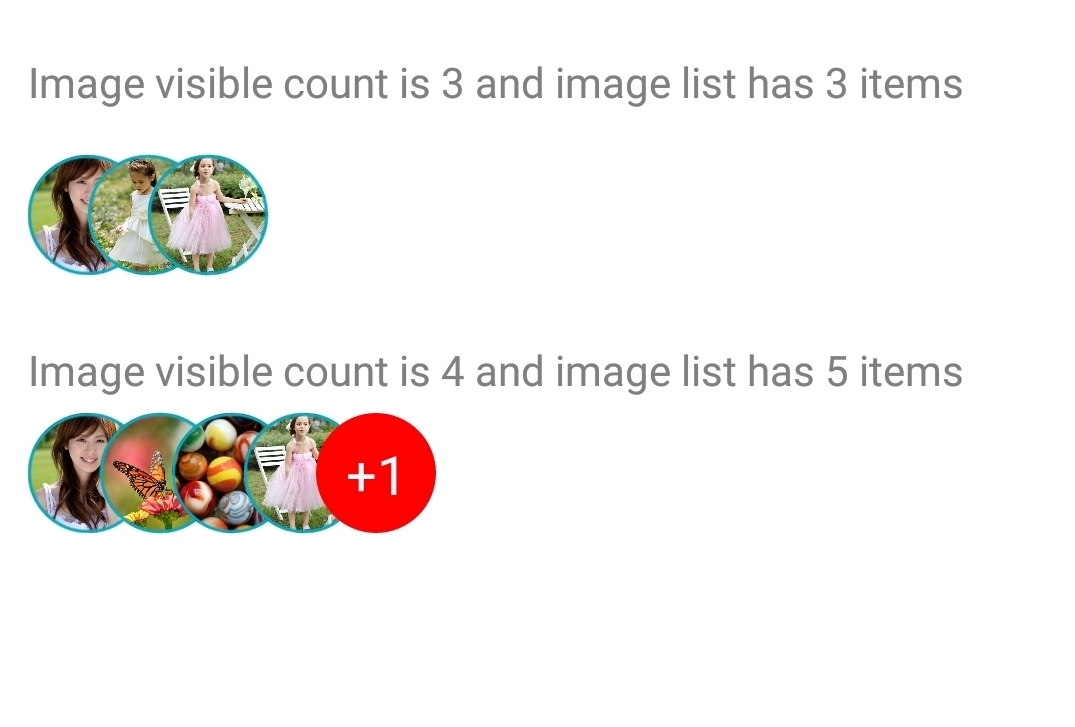 Image visible count is 3 and image list has 3 items
Image visible count is 4 and image list has 5 items
+1